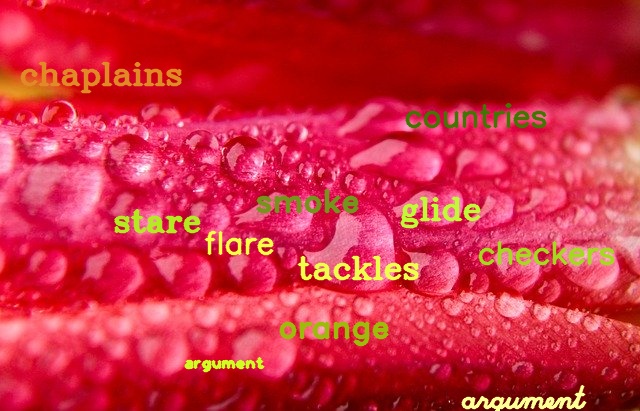 chaplains
countries
smoke
glide
stare
flare
checkers
tackles
orange
argument
argument